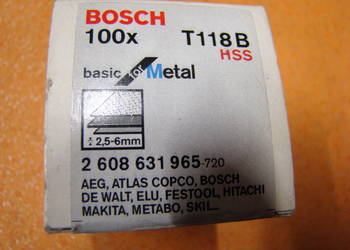 BOSCH
100x T118B
HSS
basic for Metal
2,5-6mm
2 608 631 965-720
AEG, ATLAS COPCO, BOSCH
DE WALT, ELU, FESTOOL, HITACHI
MAKITA, METABO, SKIL...